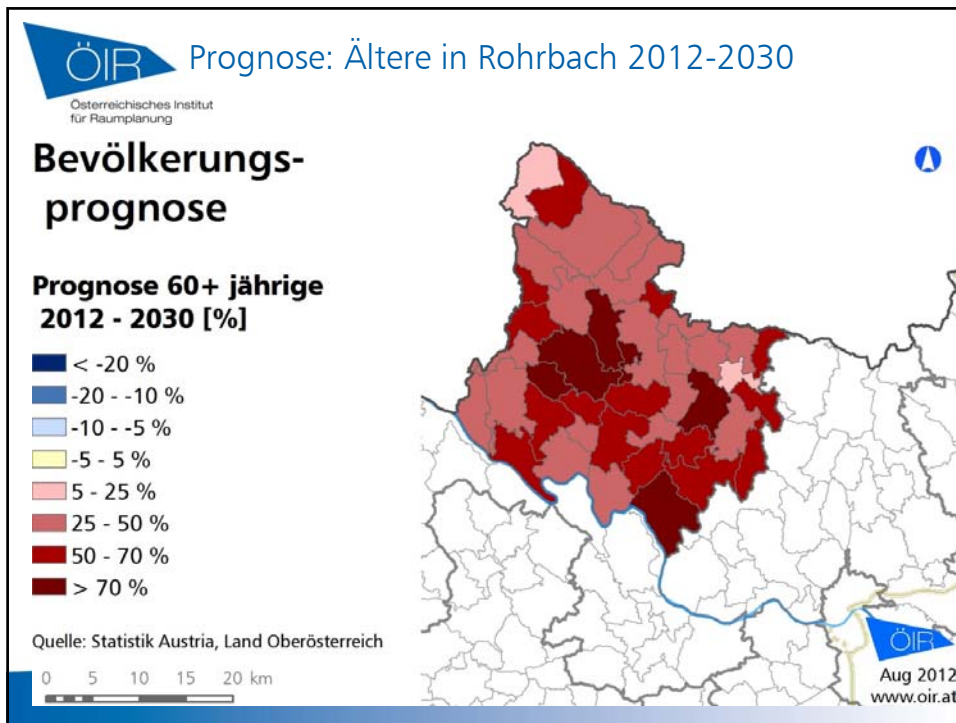 ÖIR
Prognose: Ältere in Rohrbach 2012-2030
Österreichisches Institut
für Raumplanung
Bevölkerungs-
prognose
Prognose 60+ jährige
2012 - 2030 [%]
< -20 %
-20 - -10 %
-10 - -5 %
-5 - 5 %
5 - 25 %
25 - 50 %
50 - 70 %
> 70 %
Quelle: Statistik Austria, Land Oberösterreich
0 5 10 15 20 km
ÖIR
Aug 2012
www.oir.at